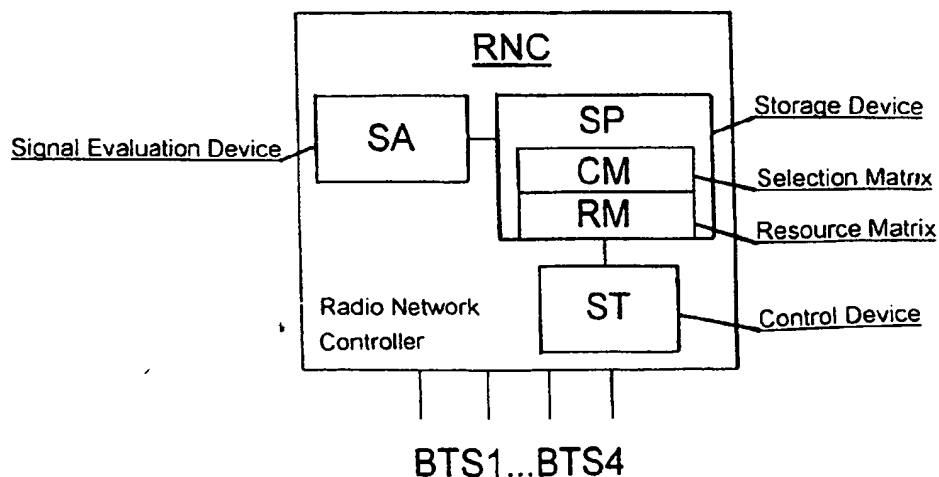 RNC
Storage Device
SP
SA
Signal Evaluation Device
CM
Selection Matrix
RM
Resource Matrix
Radio Network
Controller
ST
Control Device
BTS1...BTS4